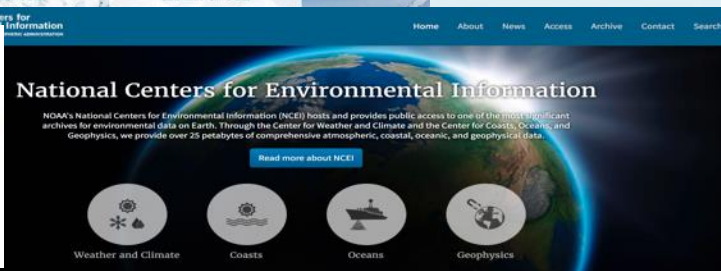 ers for
Information
Home About News Access Archive Contact Search
National Centers for Environmental Information
NOAA's National Centers for Environmental Information (NCEI) hosts and provides public access to one of the most significant
archives for environmental data on Earth. Through the Center for Weather and Climate and the Center for Coasts, Oceans, and
Geophysics, we provide over 25 petabytes of comprehensive atmospheric, coastal, oceanic, and geophysical data.
Read more about NCEI
Weather and Climate Coasts Oceans Geophysics